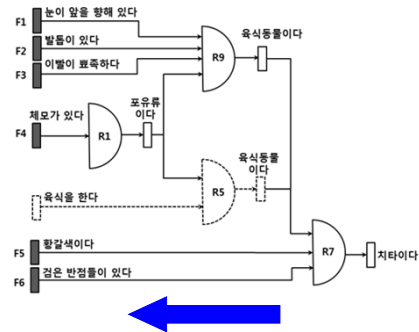 F1 눈이 앞을 향해 있다
F2 발톱이 있다
F3 이빨이 뾰족하다
R9
육식동물이다
F4 체모가 있다
R1
포유류
이다
육식을 한다
R5
육식동물
이다
F5 황갈색이다
F6 검은 반점들이 있다
R7
치타이다